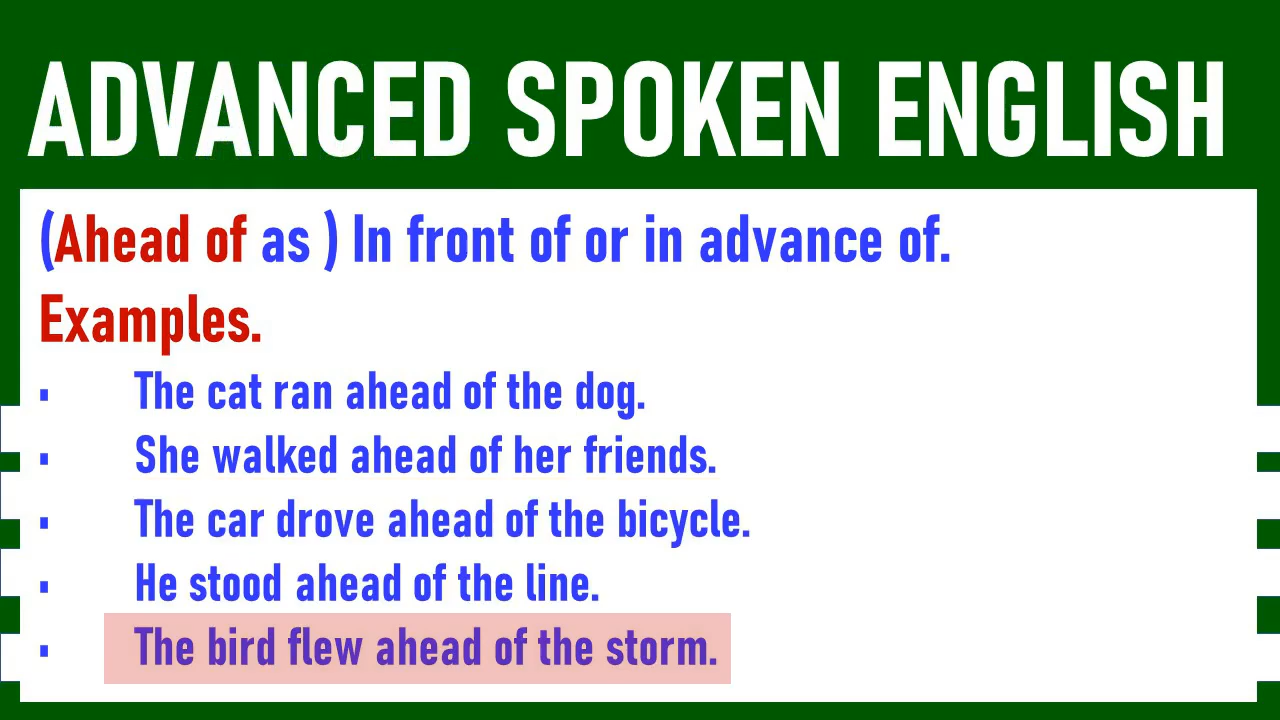 ADVANCED SPOKEN ENGLISH
(Ahead of as ) In front of or in advance of.
Examples.
▪ The cat ran ahead of the dog.
▪ She walked ahead of her friends.
▪ The car drove ahead of the bicycle.
▪ He stood ahead of the line.
▪ The bird flew ahead of the storm.